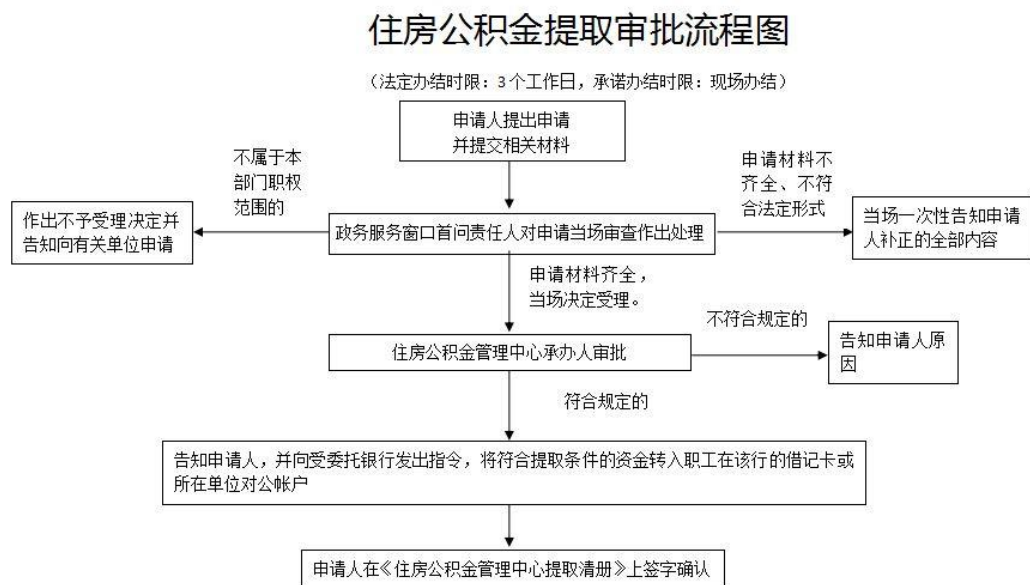 住房公积金提取审批流程图
（法定办结时限：3个工作日，承诺办结时限：现场办结）
申请人提出申请
并提交相关材料
不属于本
部门职权
范围的
申请材料不
齐全、不符
合法定形式
作出不予受理决定并
告知向有关单位申请
政务服务窗口首问责任人对申请当场审查作出处理
当场一次性告知申请
人补正的全部内容
申请材料齐全，
当场决定受理。
不符合规定的
住房公积金管理中心承办人审批
告知申请人原
因
符合规定的
告知申请人，并向受委托银行发出指令，将符合提取条件的资金转入职工在该行的借记卡或
所在单位对公帐户
申请人在《住房公积金管理中心提取清册》上签字确认